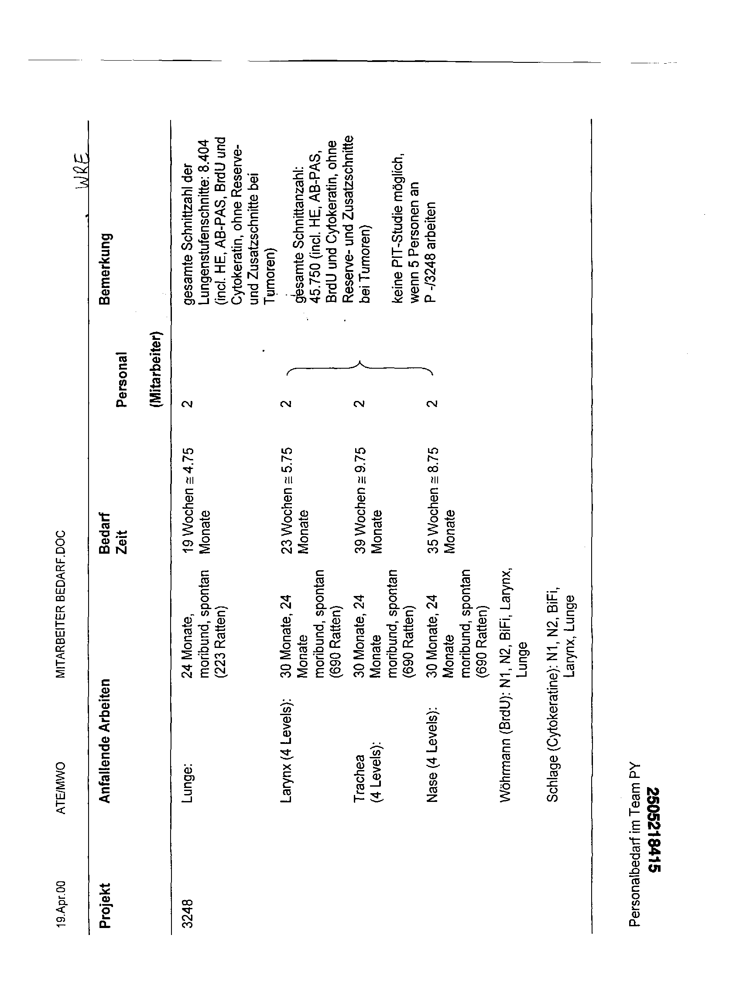 19.Apr.00 ATE/MWO MITARBEITER BEDARF.DOC
WRE
Projekt Anfallende Arbeiten Bedarf Bemerkung
Zeit Personal
(Mitarbeiter)
3248 Lunge: 24 Monate, 19 Wochen ≅ 4.75 2 gesamte Schnittzahl der
moribund, spontan Monate Lungenstufenschnitte: 8.404
(223 Ratten) (incl. HE, AB-PAS, BrdU und
Cytokeratin, ohne Reserve-
und Zusatzschnitte bei
Tumoren)
Larynx (4 Levels): 30 Monate, 24 23 Wochen ≅ 5.75 2 gesamte Schnittanzahl:
Monate Monate 45.750 (incl. HE, AB-PAS,
moribund, spontan BrdU und Cytokeratin, ohne
(690 Ratten) Reserve- und Zusatzschnitte
Trachea 30 Monate, 24 39 Wochen ≅ 9.75 2 bei Tumoren)
(4 Levels): Monate Monate
moribund, spontan keine PIT-Studie möglich,
(690 Ratten) wenn 5 Personen an
Nase (4 Levels): 30 Monate, 24 35 Wochen ≅ 8.75 2 P -/3248 arbeiten
Monate Monate
moribund, spontan
(690 Ratten)
Wöhrmann (BrdU): N1, N2, BiFi, Larynx,
Lunge
Schlage (Cytokeratine): N1, N2, BiFi,
Larynx, Lunge
Personalbedarf im Team PY
2505218415